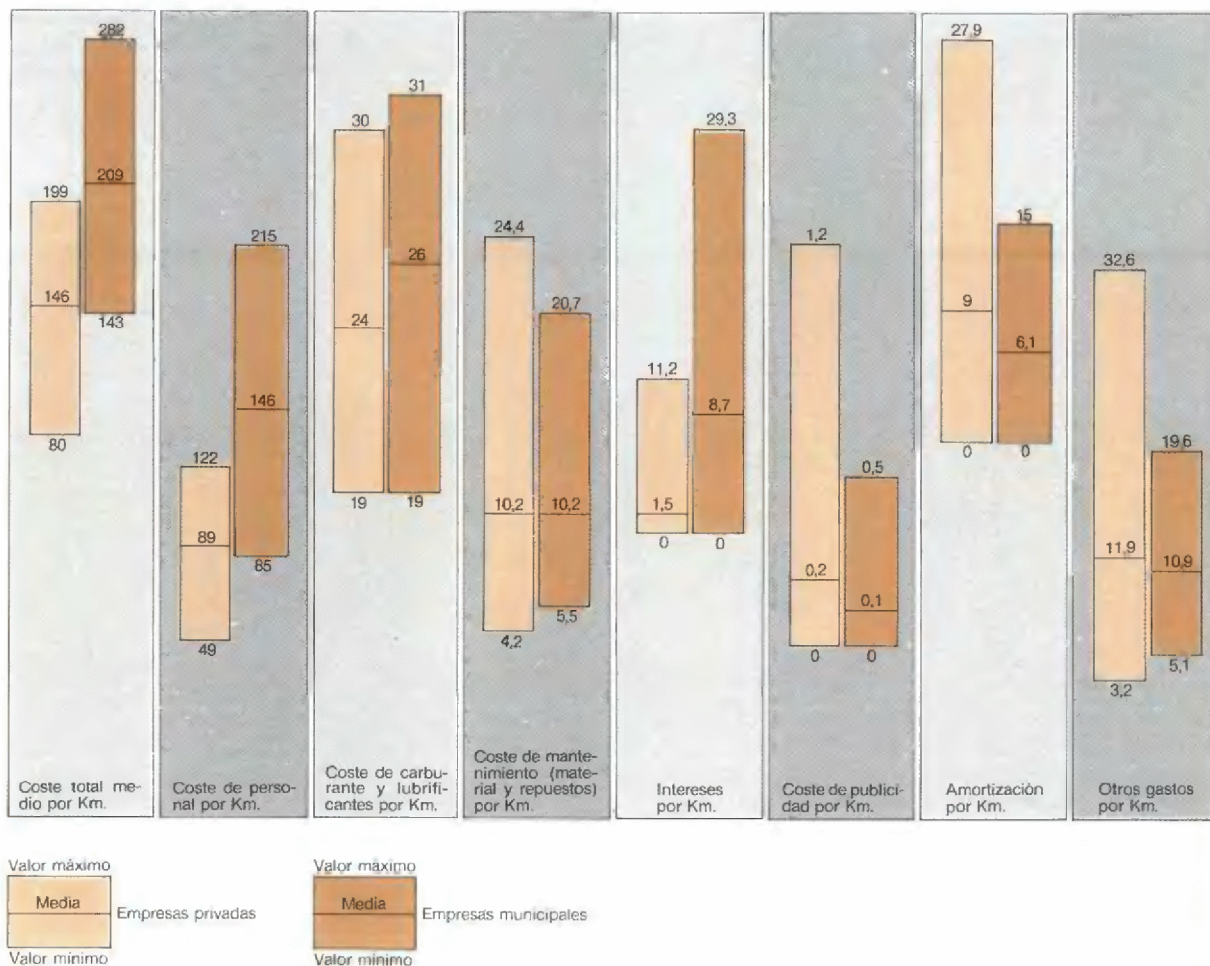 282
199
209
146
143
80
Coste total me-
dio por Km.
215
146
122
89
85
49
Coste de perso-
nal por Km.
31
30
26
24
19
19
Coste de carbu-
rante y lubrifi-
cantes por Km.
24,4
20,7
10,2
10,2
5,5
4,2
Coste de mante-
nimiento (mate-
rial y repuestos)
por Km.
29,3
11,2
8,7
1,5
0
0
Intereses
por Km.
1,2
0,5
0,2
0,1
0
0
Coste de publici-
dad por Km.
27,9
15
9
6,1
0
0
Amortización
por Km.
32,6
19,6
11,9
10,9
5,1
3,2
Otros gastos
por Km.
Valor máximo
Media
Empresas privadas
Valor mínimo
Valor máximo
Media
Empresas municipales
Valor mínimo